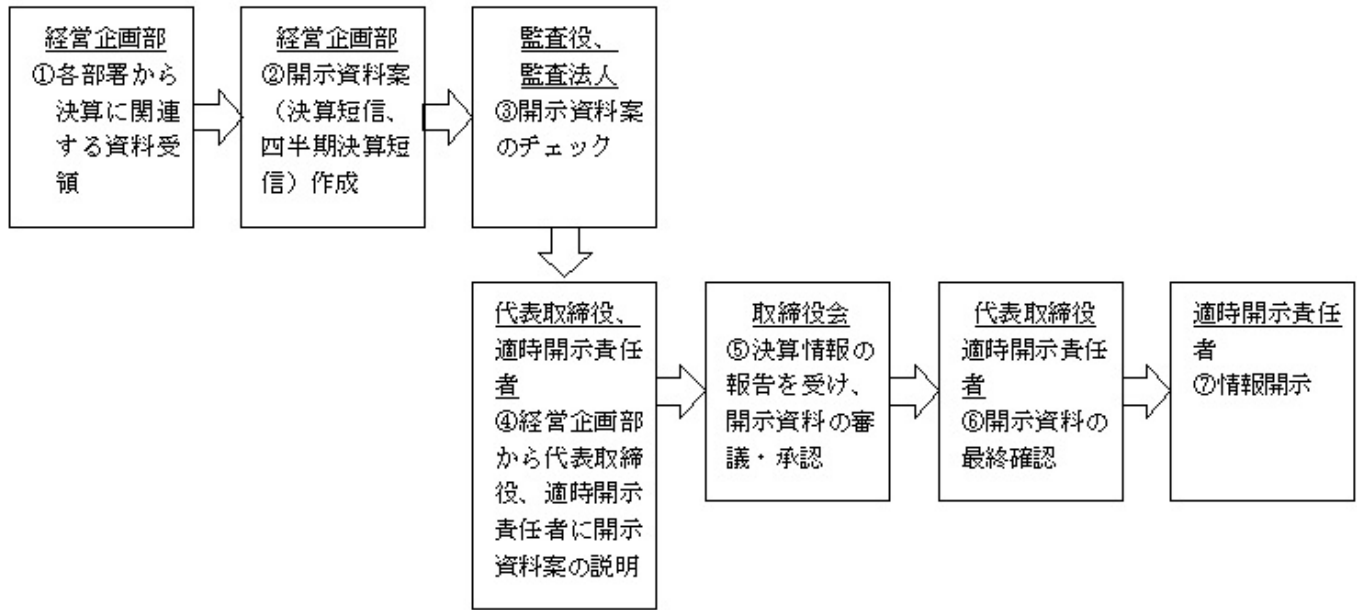 経営企画部
①各部署から
決算に関連
する資料受
領
経営企画部
②開示資料案
（決算短信、
四半期決算短
信）作成
監査役、
監査法人
③開示資料案
のチェック
代表取締役、
適時開示責任
者
④経営企画部
から代表取締
役、適時開示
責任者に開示
資料案の説明
取締役会
⑤決算情報の
報告を受け、
開示資料の審
議・承認
代表取締役
適時開示責任
者
⑥開示資料の
最終確認
適時開示責任
者
⑦情報開示